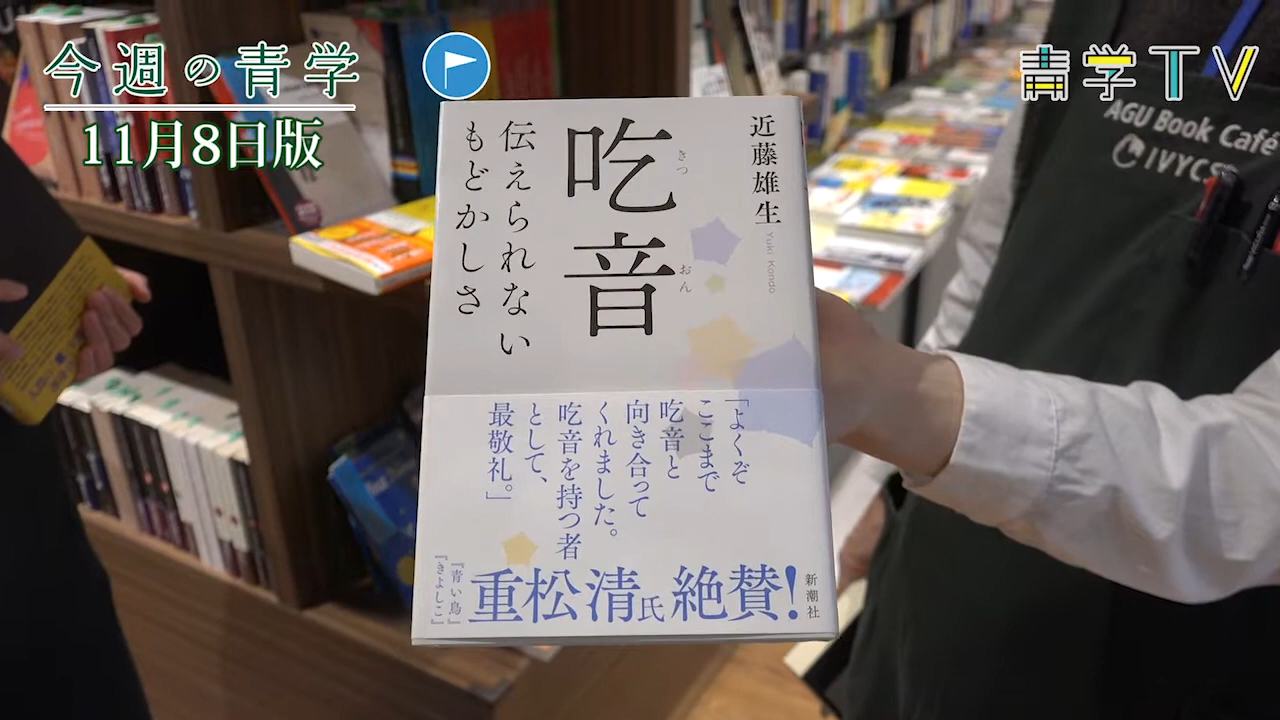 今週の青学
11月8日版
青学TV
AGU Book Café
IVYCS
近藤雄生
Yuki Kondo
吃音
きつ
おん
伝えられない
もどかしさ
「よくぞ
ここまで
吃音と
向き合って
くれました。
吃音を持つ者
として、
最敬礼。」
『青い鳥』
『きよしこ』
重松清氏絶賛!
新潮社